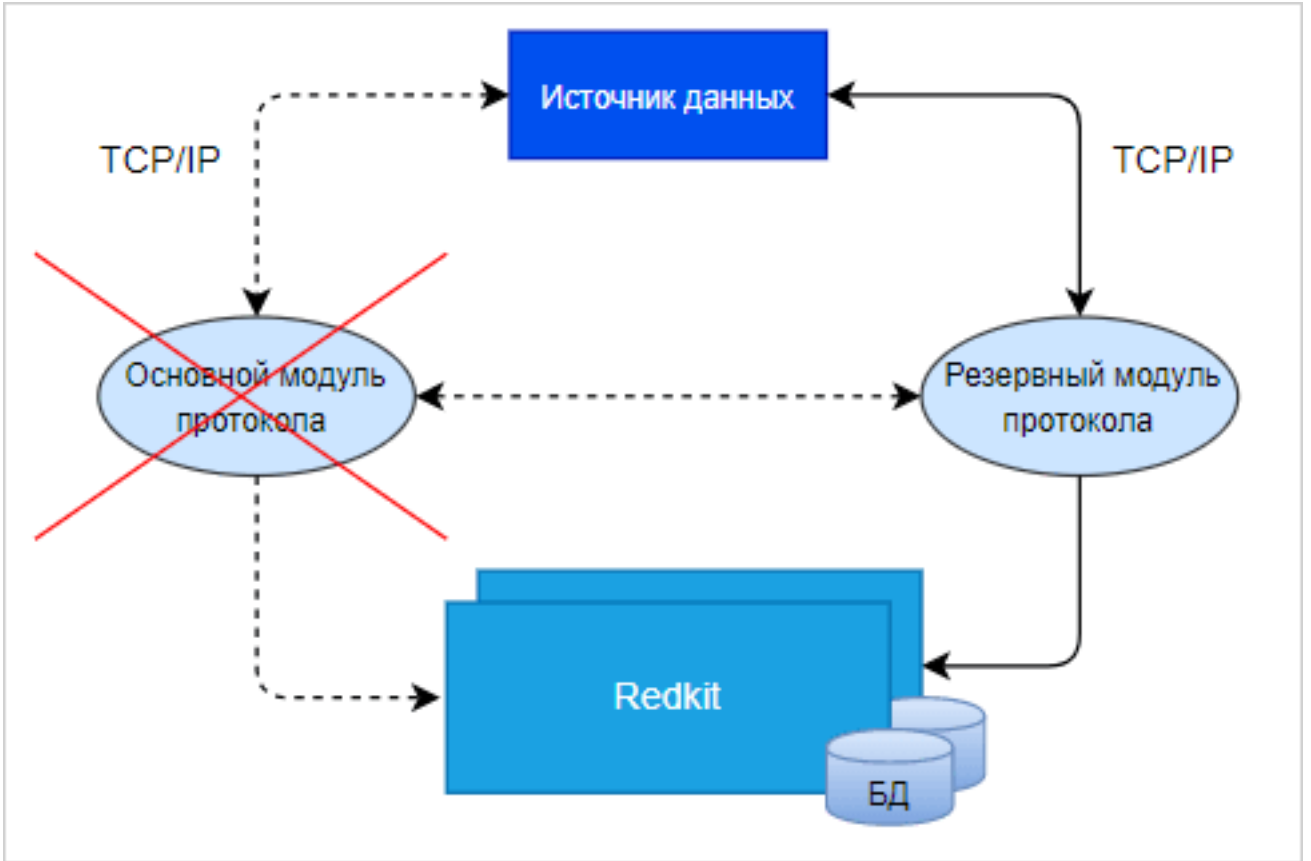 Источник данных
TCP/IP
TCP/IP
Основной модуль
протокола
Резервный модуль
протокола
Redkit
БД